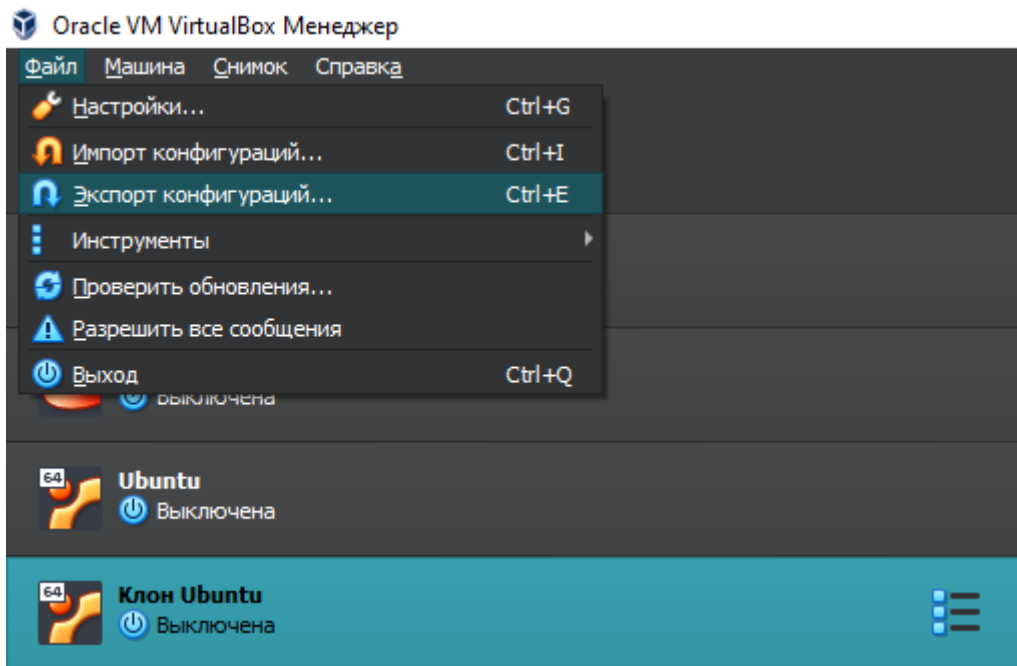 Oracle VM VirtualBox Менеджер
Файл Машина Снимок Справка
Настройки... Ctrl+G
Импорт конфигураций... Ctrl+I
Экспорт конфигураций... Ctrl+E
Инструменты
Проверить обновления...
Разрешить все сообщения
Выход Ctrl+Q
Выключена
64 Ubuntu
Выключена
64 Клон Ubuntu
Выключена